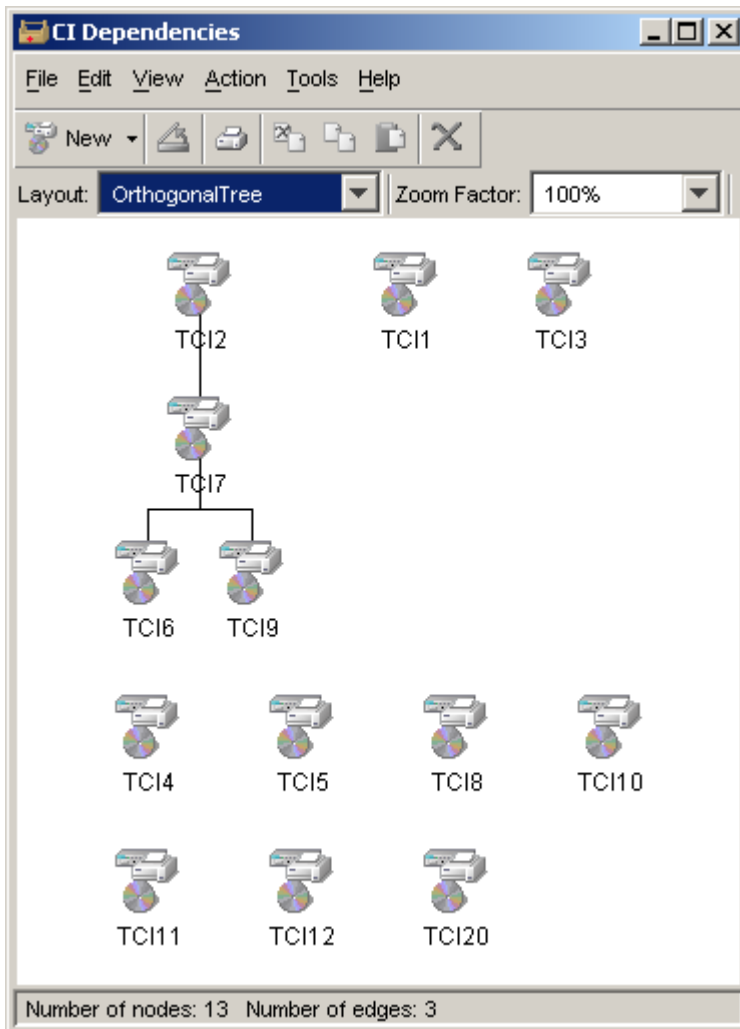 CI Dependencies
File Edit View Action Tools Help
New
Layout: OrthogonalTree Zoom Factor: 100%
TCI2 TCI1 TCI3
TCI7
TCI6 TCI9
TCI4 TCI5 TCI8 TCI10
TCI11 TCI12 TCI20
Number of nodes: 13 Number of edges: 3